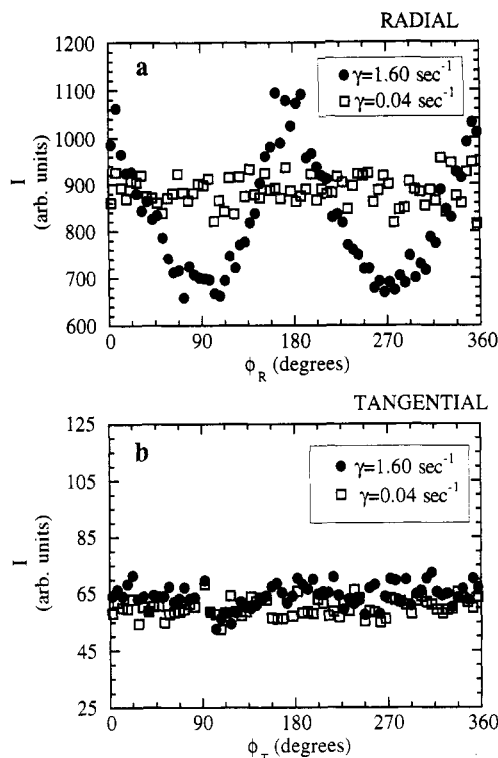 RADIAL
1200
a
γ=1.60 sec⁻¹
γ=0.04 sec⁻¹
1100
1000
I
(arb. units)
900
800
700
600
0 90 180 270 360
ϕR (degrees)
TANGENTIAL
125
b
γ=1.60 sec⁻¹
γ=0.04 sec⁻¹
105
85
I
(arb. units)
65
45
25
0 90 180 270 360
ϕT (degrees)